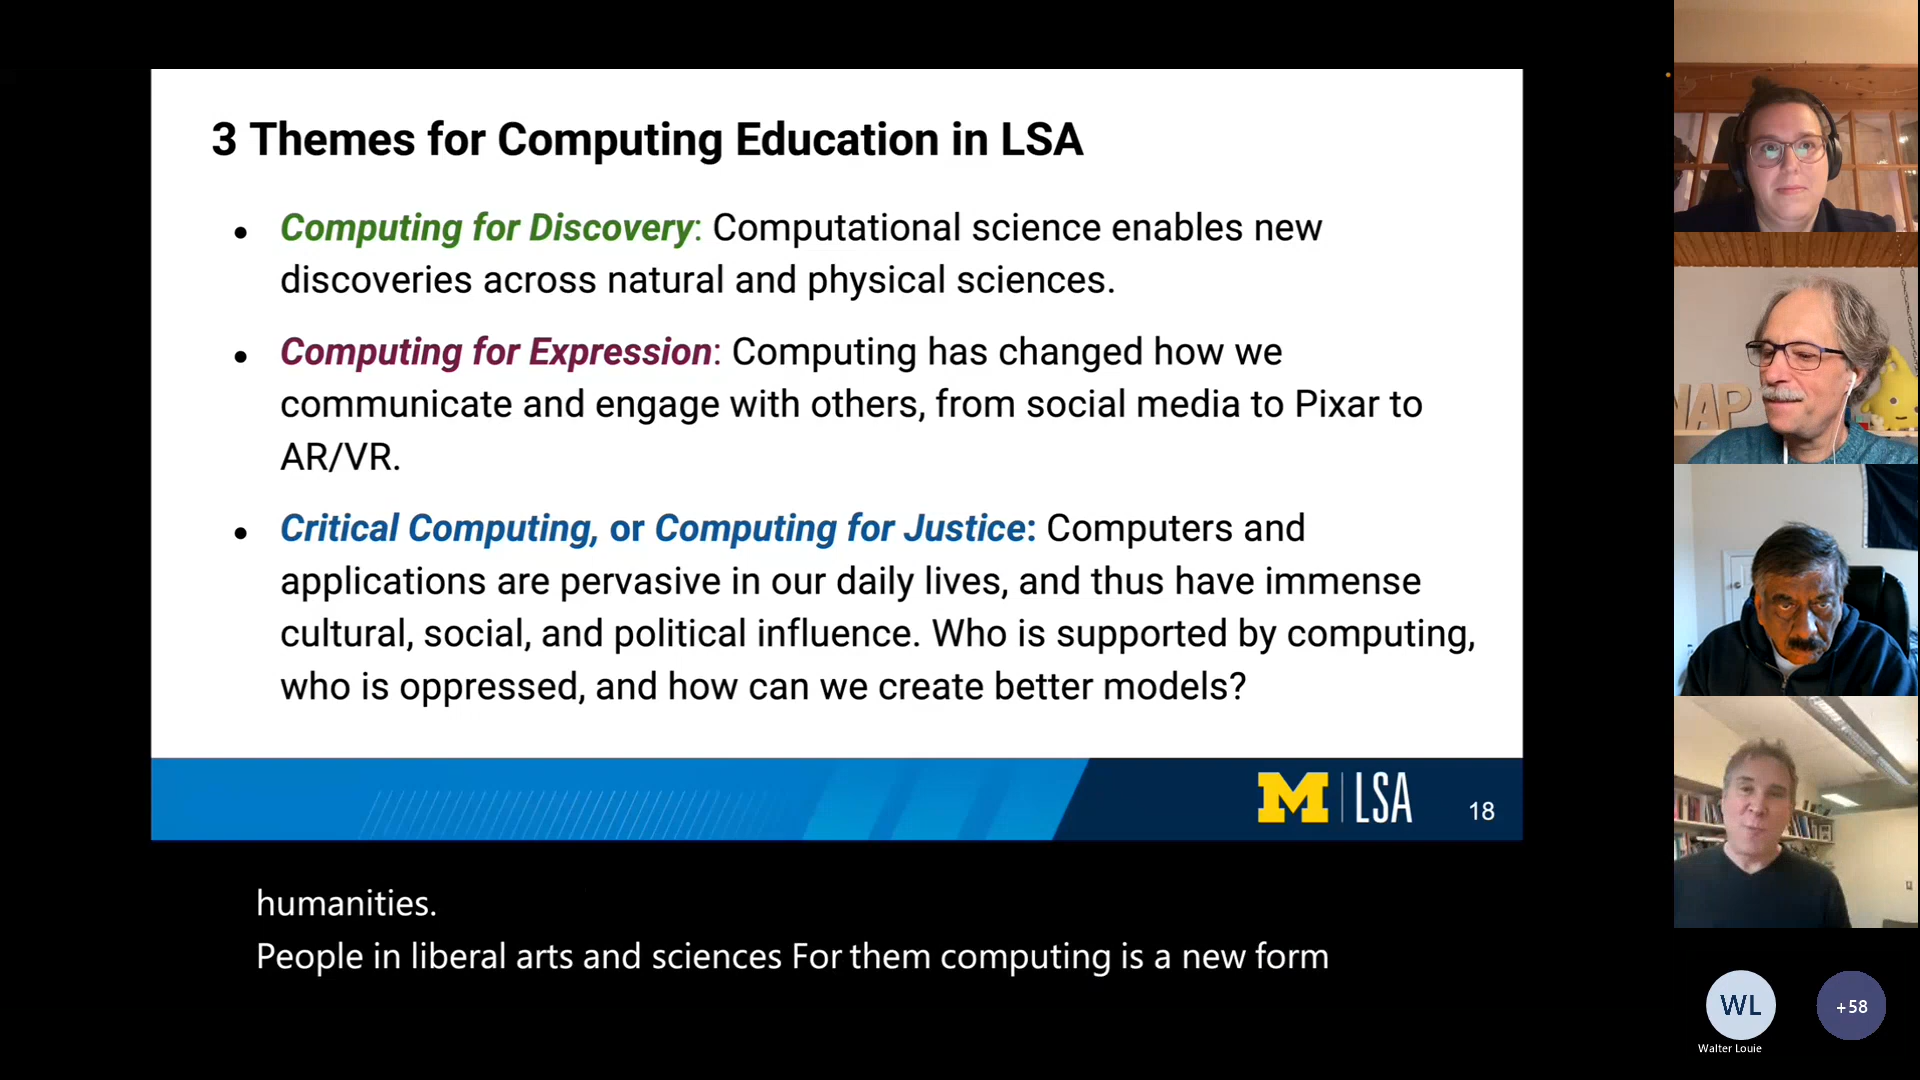 3 Themes for Computing Education in LSA
Computing for Discovery: Computational science enables new
discoveries across natural and physical sciences.
Computing for Expression: Computing has changed how we
communicate and engage with others, from social media to Pixar to
AR/VR.
Critical Computing, or Computing for Justice: Computers and
applications are pervasive in our daily lives, and thus have immense
cultural, social, and political influence. Who is supported by computing,
who is oppressed, and how can we create better models?
M | LSA
18
humanities.
People in liberal arts and sciences For them computing is a new form
NAP
WL
+58
Walter Louie